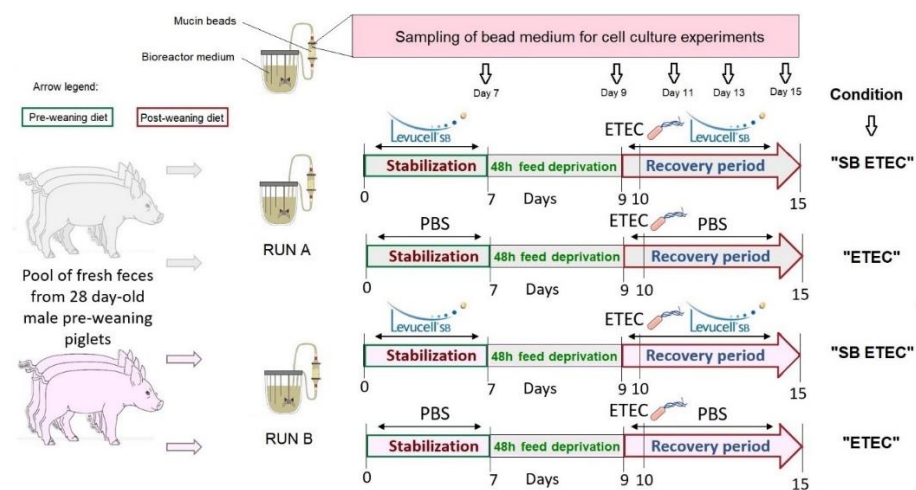 Mucin beads
Bioreactor medium
Sampling of bead medium for cell culture experiments
Day 7
Day 9
Day 11
Day 13
Day 15
Condition
Arrow legend:
Pre-weaning diet
Post-weaning diet
Levucell SB
ETEC
Levucell SB
Stabilization
48h feed deprivation
Recovery period
"SB ETEC"
0
7
Days
9
10
15
RUN A
PBS
ETEC
PBS
Stabilization
48h feed deprivation
Recovery period
"ETEC"
0
7
Days
9
10
15
Pool of fresh feces
from 28 day-old
male pre-weaning
piglets
Levucell SB
ETEC
Levucell SB
Stabilization
48h feed deprivation
Recovery period
"SB ETEC"
0
7
Days
9
10
15
RUN B
PBS
ETEC
PBS
Stabilization
48h feed deprivation
Recovery period
"ETEC"
0
7
Days
9
10
15